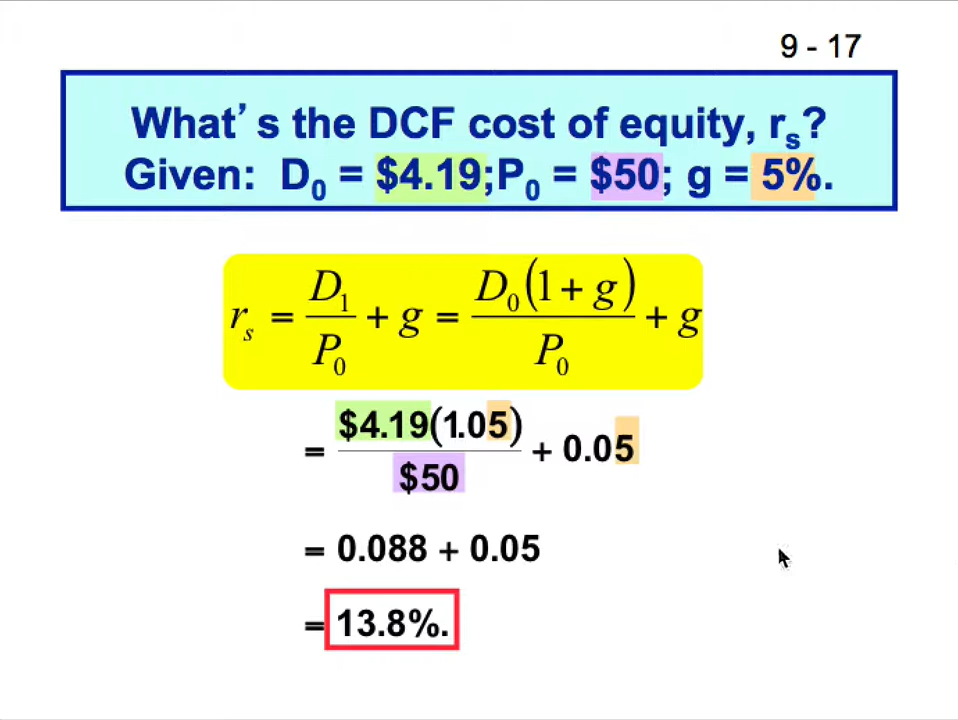 9 - 17
What's the DCF cost of equity, rₛ?
Given: D₀ = $4.19;P₀ = $50; g = 5%.
rₛ = D₁/P₀ + g = D₀(1 + g)/P₀ + g
= $4.19(1.05)/$50 + 0.05
= 0.088 + 0.05
= 13.8%.